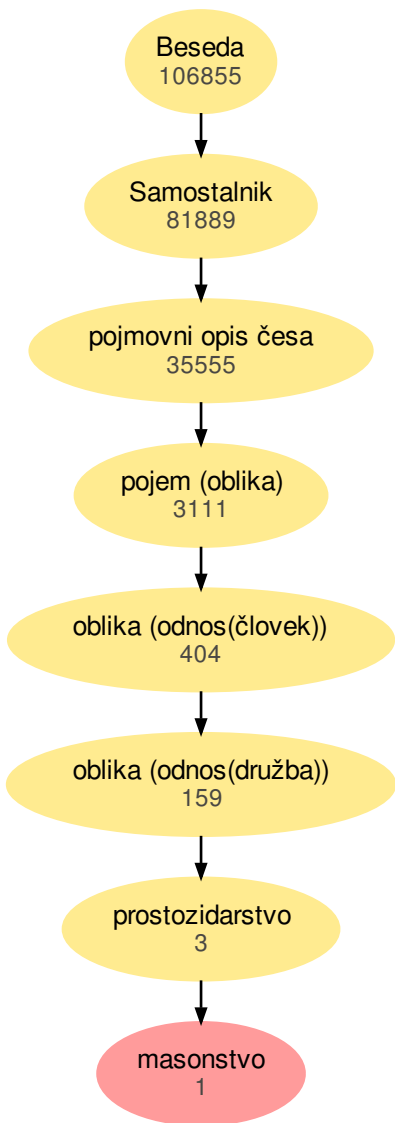 Beseda
106855
Samostalnik
81889
pojmovni opis česa
35555
pojem (oblika)
3111
oblika (odnos(človek))
404
oblika (odnos(družba))
159
prostozidarstvo
3
masonstvo
1